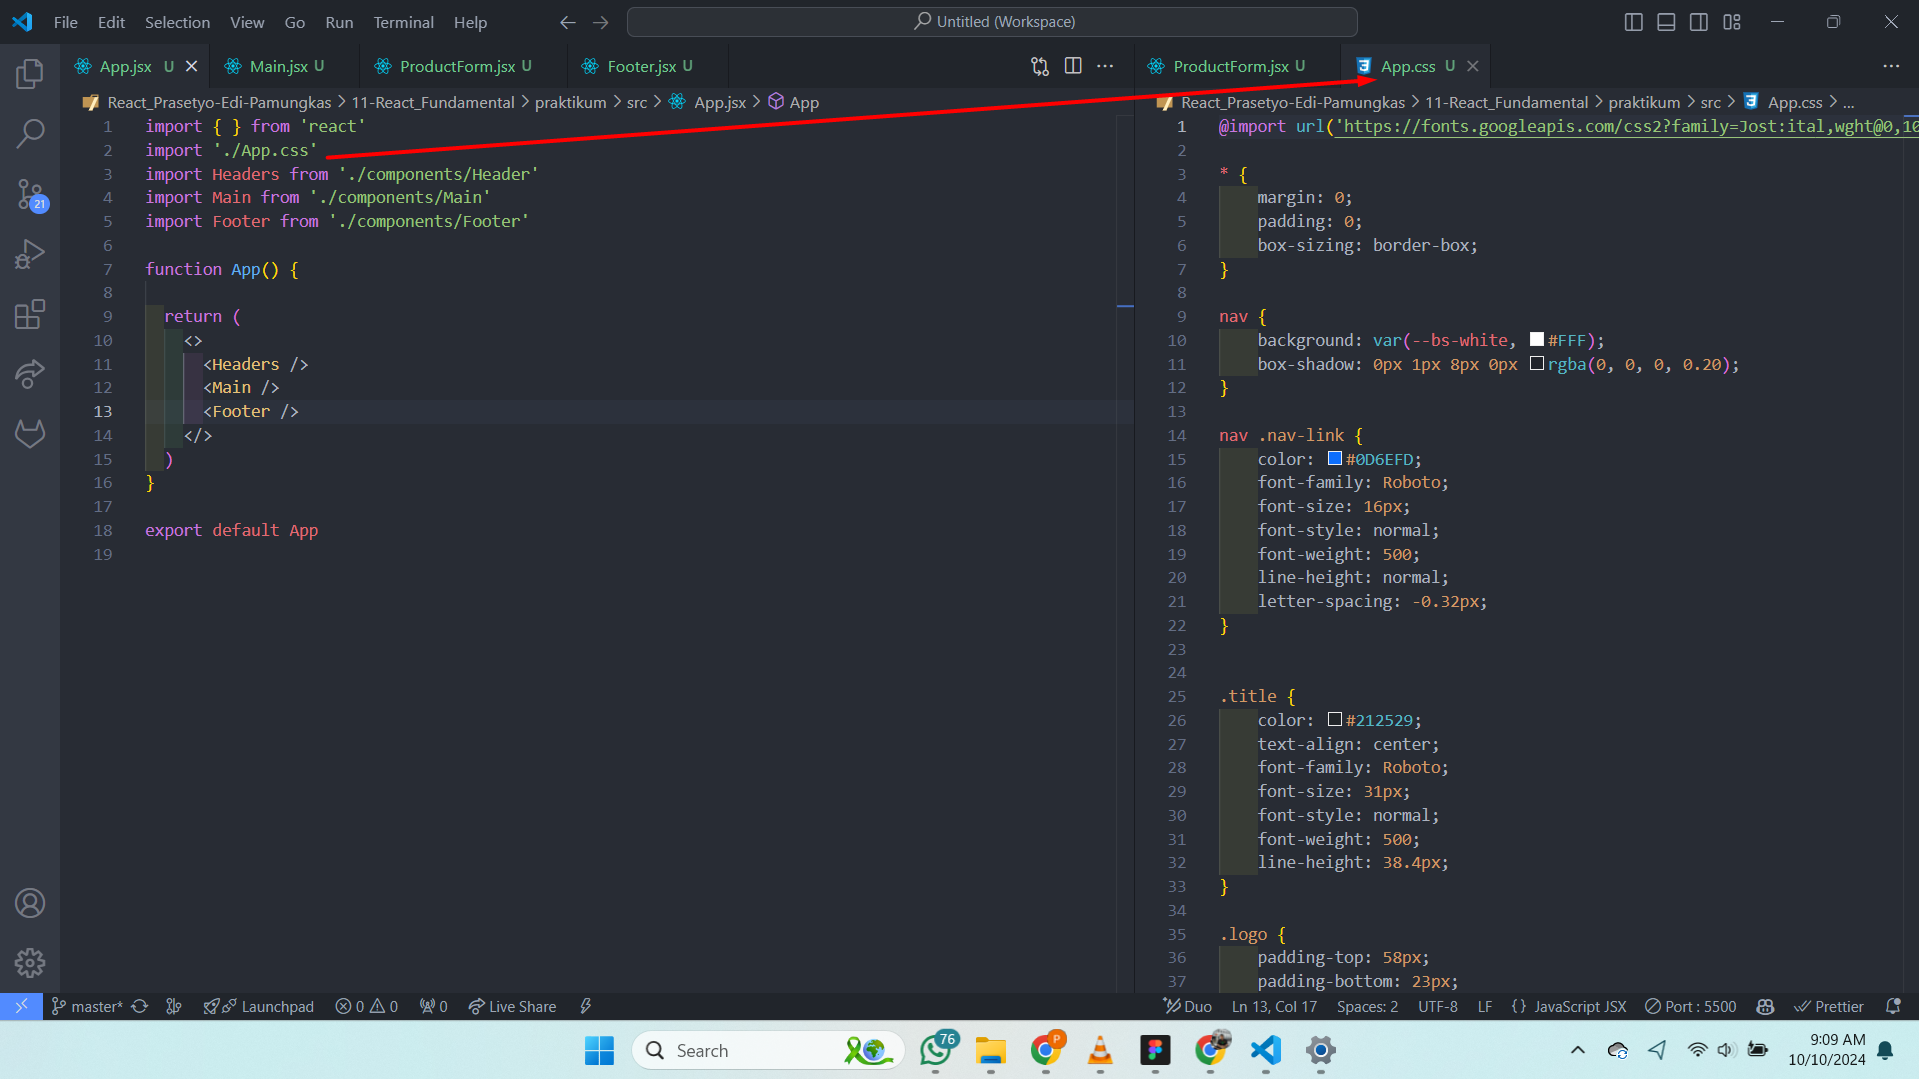 File Edit Selection View Go Run Terminal Help
Untitled (Workspace)
App.jsx U
Main.jsx U
ProductForm.jsx U
Footer.jsx U
ProductForm.jsx U
App.css U
React_Prasetyo-Edi-Pamungkas > 11-React_Fundamental > praktikum > src > App.jsx > App
1 import { } from 'react'
2 import './App.css'
3 import Headers from './components/Header'
4 import Main from './components/Main'
5 import Footer from './components/Footer'
6
7 function App() {
8
9 return (
10 <>
11 <Headers />
12 <Main />
13 <Footer />
14 </>
15 )
16 }
17
18 export default App
19
React_Prasetyo-Edi-Pamungkas > 11-React_Fundamental > praktikum > src > App.css > ...
1 @import url('https://fonts.googleapis.com/css2?family=Jost:ital,wght@0,10
2
3 * {
4 margin: 0;
5 padding: 0;
6 box-sizing: border-box;
7 }
8
9 nav {
10 background: var(--bs-white, #FFF);
11 box-shadow: 0px 1px 8px 0px rgba(0, 0, 0, 0.20);
12 }
13
14 nav .nav-link {
15 color: #0D6EFD;
16 font-family: Roboto;
17 font-size: 16px;
18 font-style: normal;
19 font-weight: 500;
20 line-height: normal;
21 letter-spacing: -0.32px;
22 }
23
24
25 .title {
26 color: #212529;
27 text-align: center;
28 font-family: Roboto;
29 font-size: 31px;
30 font-style: normal;
31 font-weight: 500;
32 line-height: 38.4px;
33 }
34
35 .logo {
36 padding-top: 58px;
37 padding-bottom: 23px;
21
master* Launchpad 0 0 0 Live Share
Duo Ln 13, Col 17 Spaces: 2 UTF-8 LF {} JavaScript JSX Port : 5500 Prettier
Search
76
P
9:09 AM
10/10/2024